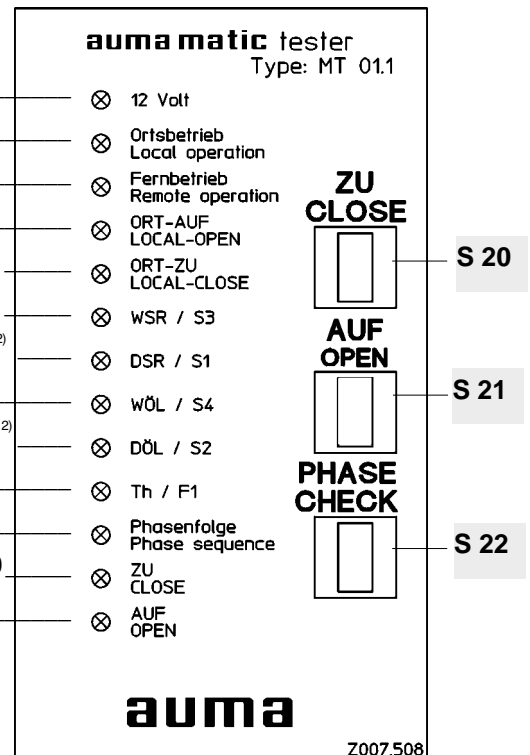 auma matic tester
Type: MT 01.1
12 Volt
Ortsbetrieb
Local operation
Fernbetrieb
Remote operation
ORT-AUF
LOCAL-OPEN
ORT-ZU
LOCAL-CLOSE
WSR / S3
2)
DSR / S1
WÖL / S4
2)
DÖL / S2
Th / F1
Phasenfolge
Phase sequence
)
ZU
CLOSE
AUF
OPEN
ZU
CLOSE
S 20
AUF
OPEN
S 21
PHASE
CHECK
S 22
auma
Z007.508